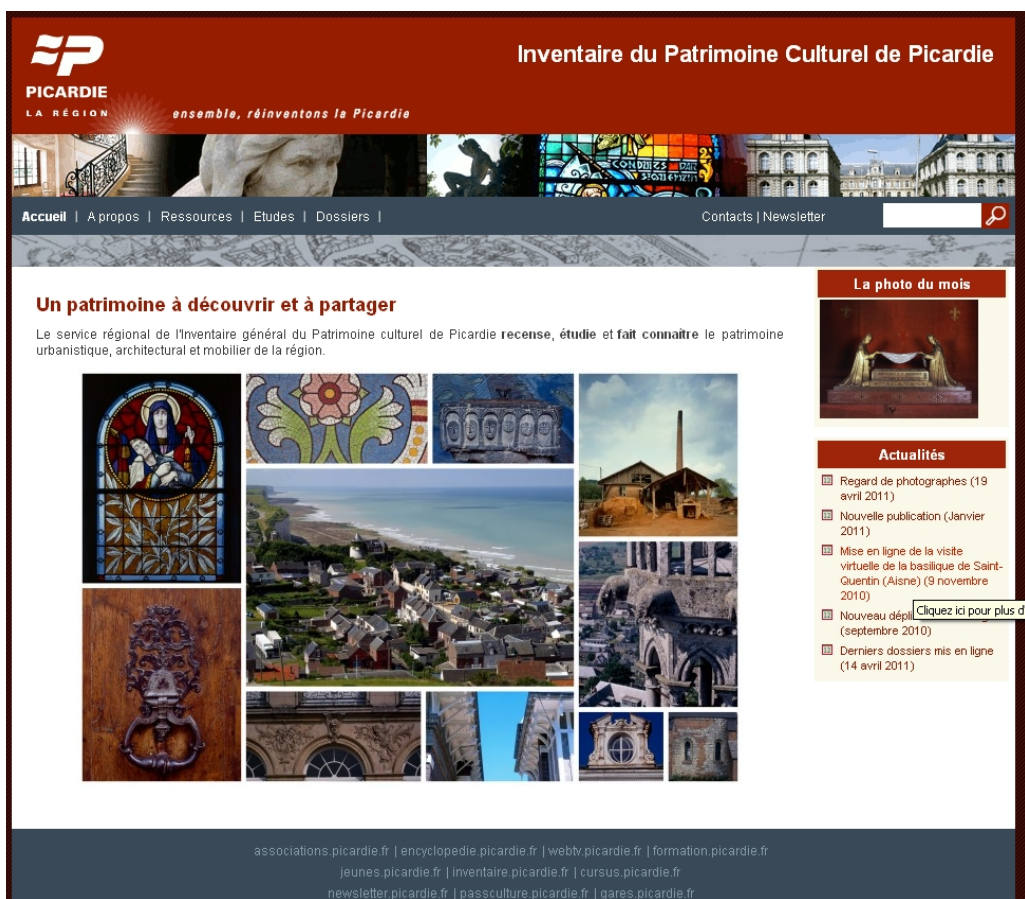 PICARDIE
LA RÉGION
ensemble, réinventons la Picardie
Inventaire du Patrimoine Culturel de Picardie
Accueil | A propos | Ressources | Etudes | Dossiers |
Contacts | Newsletter
Un patrimoine à découvrir et à partager
Le service régional de l'Inventaire général du Patrimoine culturel de Picardie recense, étudie et fait connaitre le patrimoine
urbanistique, architectural et mobilier de la région.
La photo du mois
Actualités
Regard de photographes (19
avril 2011)
Nouvelle publication (Janvier
2011)
Mise en ligne de la visite
virtuelle de la basilique de Saint-
Quentin (Aisne) (9 novembre
2010)
Cliquez ici pour plus d'
Nouveau dépli
(septembre 2010)
Derniers dossiers mis en ligne
(14 avril 2011)
associations.picardie.fr | encyclopedie.picardie.fr | webtv.picardie.fr | formation.picardie.fr
jeunes.picardie.fr | inventaire.picardie.fr | cursus.picardie.fr
newsletter.picardie.fr | passculture.picardie.fr | gares.picardie.fr